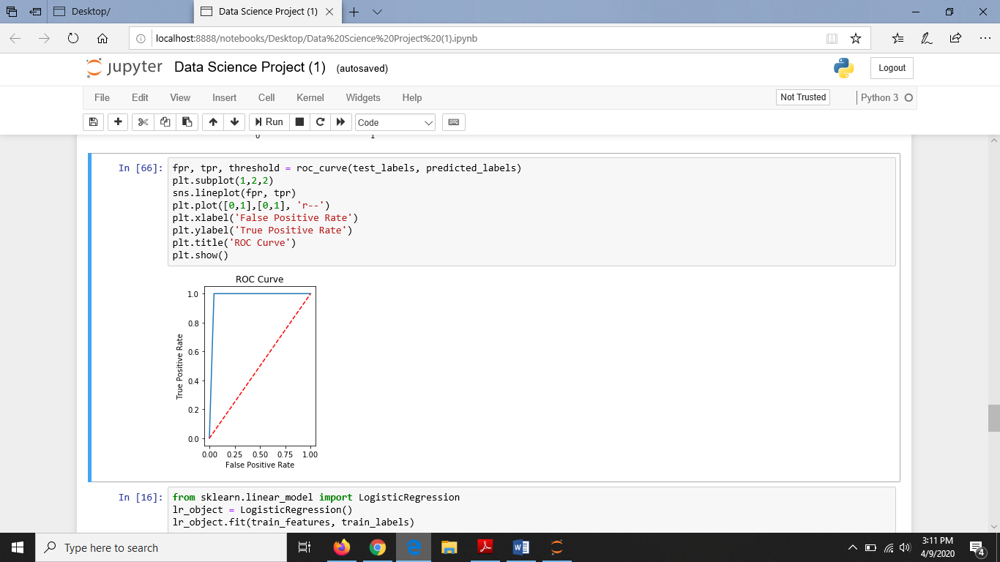 Desktop/
Data Science Project (1)
localhost:8888/notebooks/Desktop/Data%20Science%20Project%20(1).ipynb
jupyter Data Science Project (1) (autosaved)
Logout
File Edit View Insert Cell Kernel Widgets Help
Not Trusted
Python 3
Run
Code
0 1
In [66]:
fpr, tpr, threshold = roc_curve(test_labels, predicted_labels)
plt.subplot(1,2,2)
sns.lineplot(fpr, tpr)
plt.plot([0,1],[0,1], 'r--')
plt.xlabel('False Positive Rate')
plt.ylabel('True Positive Rate')
plt.title('ROC Curve')
plt.show()
ROC Curve
True Positive Rate
1.0
0.8
0.6
0.4
0.2
0.0
0.00 0.25 0.50 0.75 1.00
False Positive Rate
In [16]:
from sklearn.linear_model import LogisticRegression
lr_object = LogisticRegression()
lr_object.fit(train_features, train_labels)
Type here to search
3:11 PM
4/9/2020
4